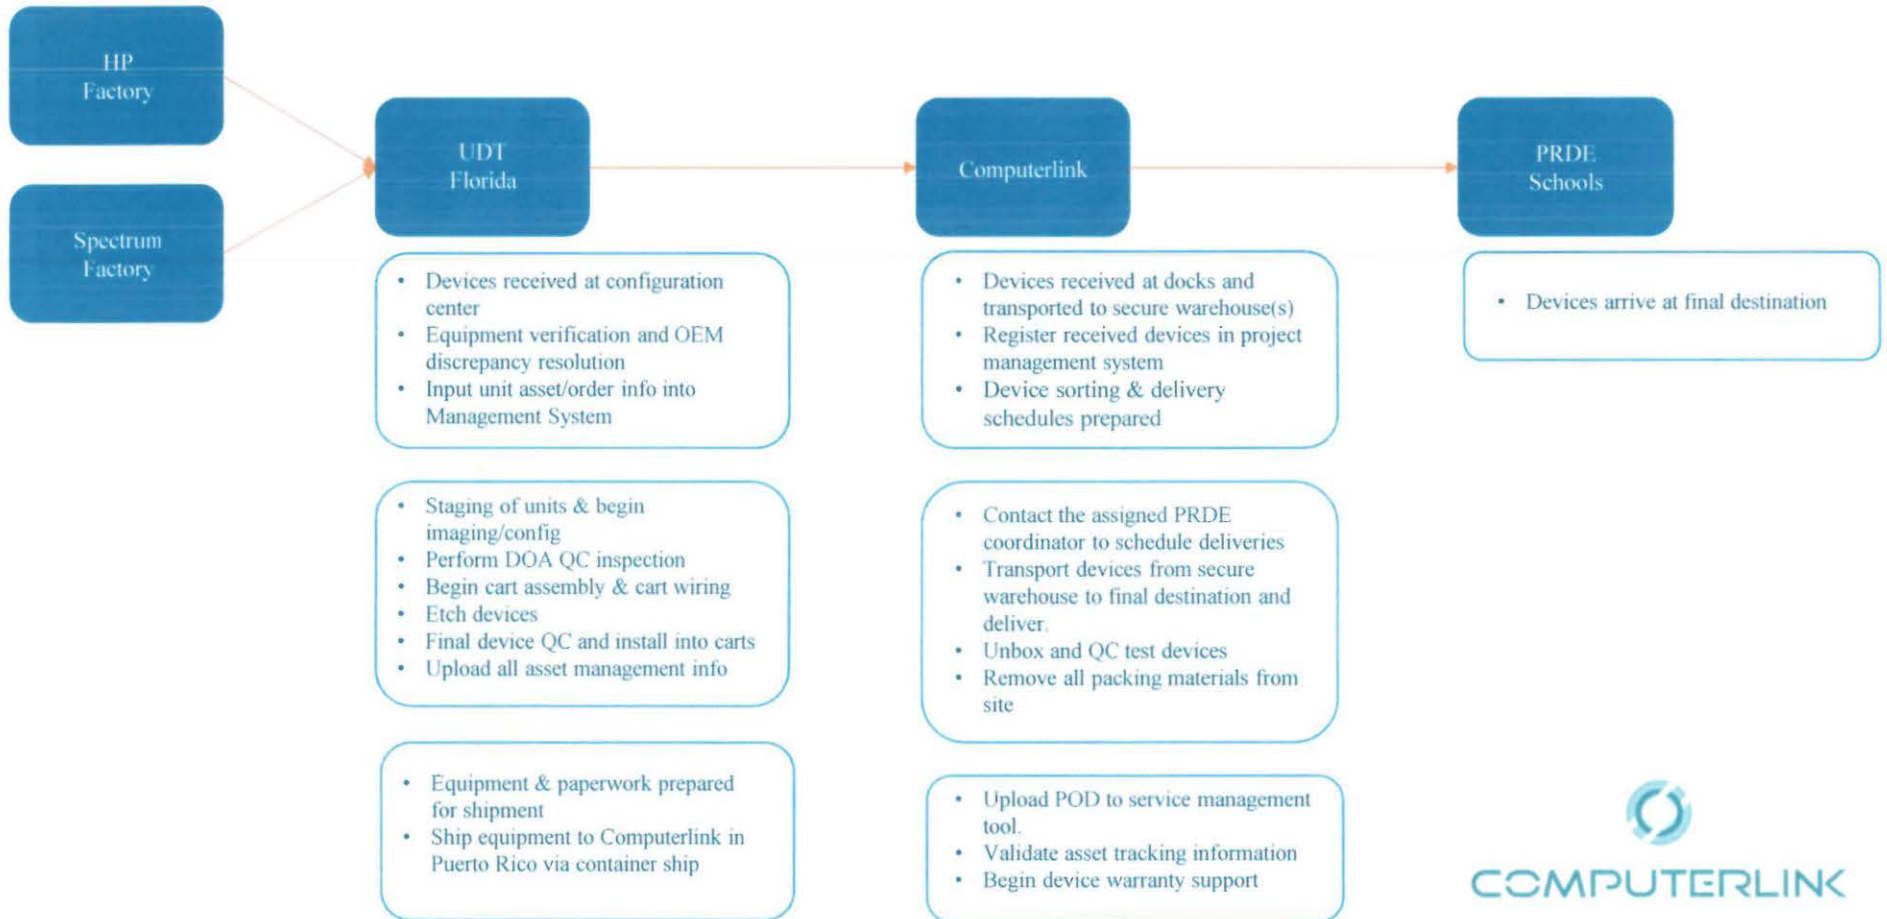 HP
Factory
Spectrum
Factory
UDT
Florida
Computerlink
PRDE
Schools
• Devices received at configuration
center
• Equipment verification and OEM
discrepancy resolution
• Input unit asset/order info into
Management System
• Staging of units & begin
imaging/config
• Perform DOA QC inspection
• Begin cart assembly & cart wiring
• Etch devices
• Final device QC and install into carts
• Upload all asset management info
• Equipment & paperwork prepared
for shipment
• Ship equipment to Computerlink in
Puerto Rico via container ship
• Devices received at docks and
transported to secure warehouse(s)
• Register received devices in project
management system
• Device sorting & delivery
schedules prepared
• Contact the assigned PRDE
coordinator to schedule deliveries
• Transport devices from secure
warehouse to final destination and
deliver.
• Unbox and QC test devices
• Remove all packing materials from
site
• Upload POD to service management
tool.
• Validate asset tracking information
• Begin device warranty support
• Devices arrive at final destination
COMPUTERLINK